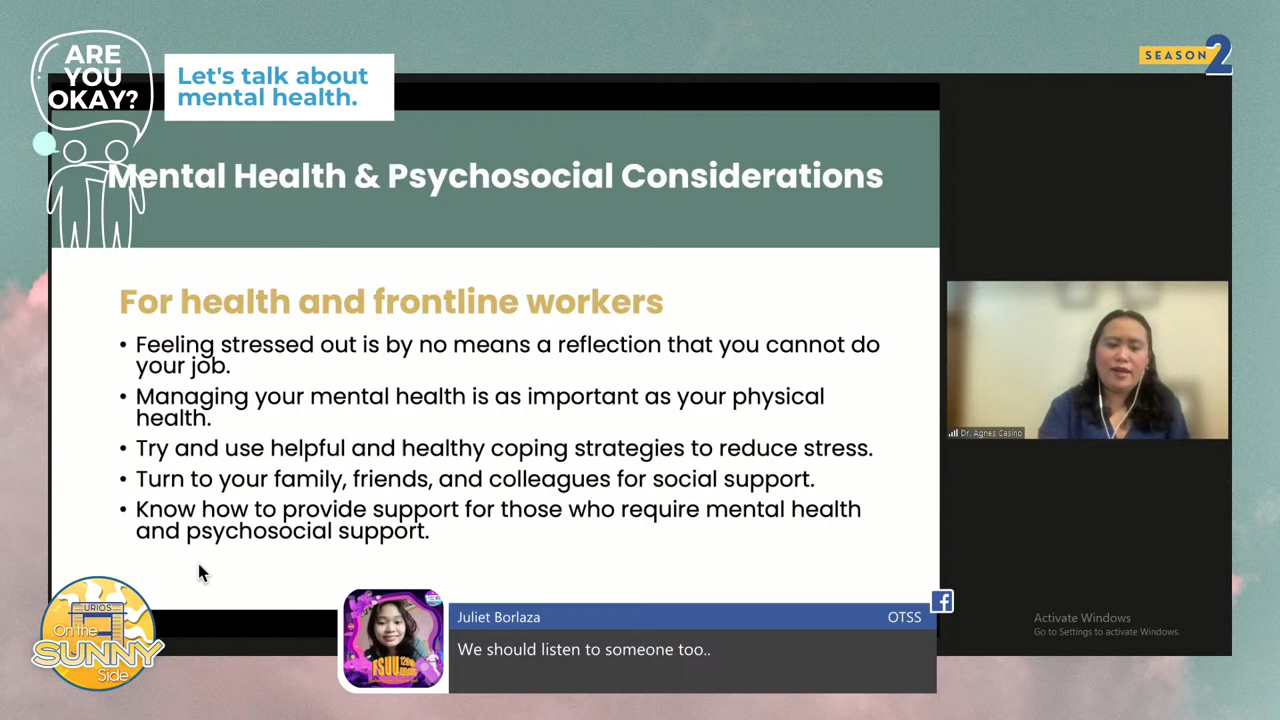 ARE
YOU
OKAY?
Let's talk about
mental health.
SEASON 2
Mental Health & Psychosocial Considerations
For health and frontline workers
• Feeling stressed out is by no means a reflection that you cannot do
your job.
• Managing your mental health is as important as your physical
health.
• Try and use helpful and healthy coping strategies to reduce stress.
• Turn to your family, friends, and colleagues for social support.
• Know how to provide support for those who require mental health
and psychosocial support.
Dr. Agnes Casino
Activate Windows
Go to Settings to activate Windows.
URIOS
On the
SUNNY
Side
Juliet Borlaza
OTSS
We should listen to someone too..